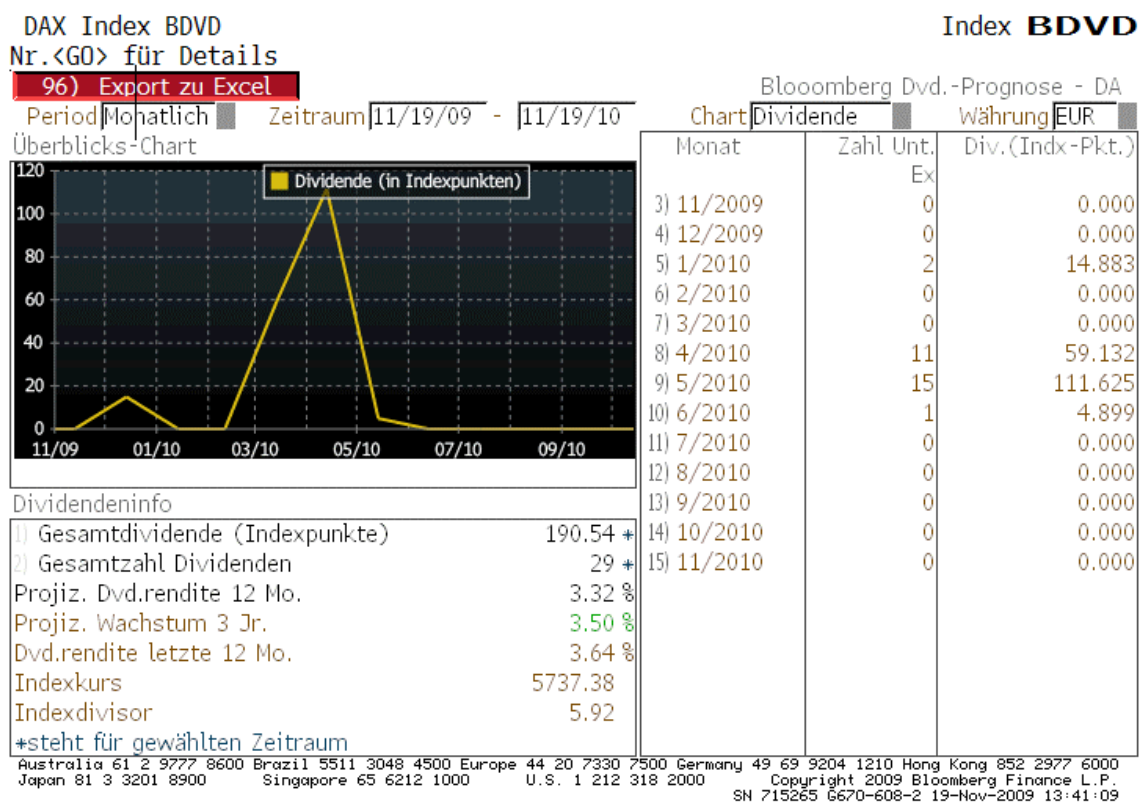 DAX Index BDVD
Index BDVD
Nr.<GO> für Details
96) Export zu Excel
Blooomberg Dvd.-Prognose - DA
Period Monatlich Zeitraum 11/19/09 - 11/19/10 Chart Dividende Währung EUR
Überblicks-Chart
Dividende (in Indexpunkten)
120
100
80
60
40
20
0
11/09 01/10 03/10 05/10 07/10 09/10
Monat Zahl Unt. Ex Div.(Indx-Pkt.)
3) 11/2009 0 0.000
4) 12/2009 0 0.000
5) 1/2010 2 14.883
6) 2/2010 0 0.000
7) 3/2010 0 0.000
8) 4/2010 11 59.132
9) 5/2010 15 111.625
10) 6/2010 1 4.899
11) 7/2010 0 0.000
12) 8/2010 0 0.000
13) 9/2010 0 0.000
14) 10/2010 0 0.000
15) 11/2010 0 0.000
Dividendeninfo
1) Gesamtdividende (Indexpunkte) 190.54 *
2) Gesamtzahl Dividenden 29 *
Projiz. Dvd.rendite 12 Mo. 3.32 %
Projiz. Wachstum 3 Jr. 3.50 %
Dvd.rendite letzte 12 Mo. 3.64 %
Indexkurs 5737.38
Indexdivisor 5.92
*steht für gewählten Zeitraum
Australia 61 2 9777 8600 Brazil 5511 3048 4500 Europe 44 20 7330 7500 Germany 49 69 9204 1210 Hong Kong 852 2977 6000
Japan 81 3 3201 8900 Singapore 65 6212 1000 U.S. 1 212 318 2000 Copyright 2009 Bloomberg Finance L.P.
SN 715265 G670-608-2 19-Nov-2009 13:41:09